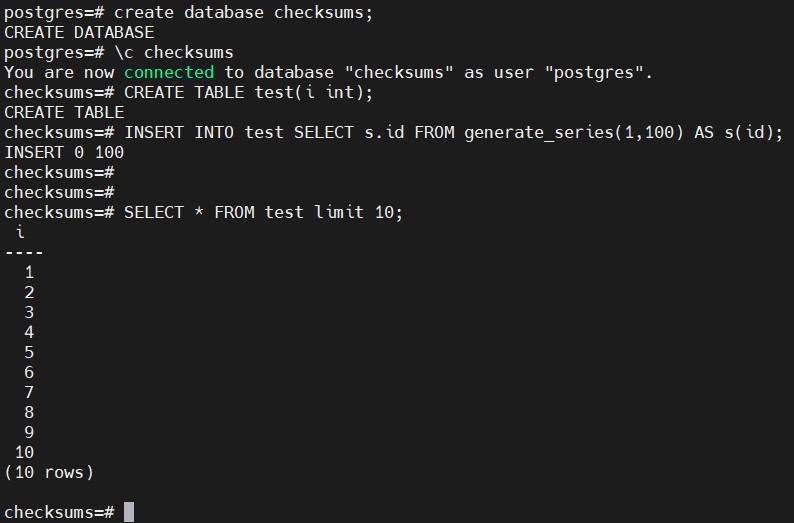 postgres=# create database checksums;
CREATE DATABASE
postgres=# \c checksums
You are now connected to database "checksums" as user "postgres".
checksums=# CREATE TABLE test(i int);
CREATE TABLE
checksums=# INSERT INTO test SELECT s.id FROM generate_series(1,100) AS s(id);
INSERT 0 100
checksums=#
checksums=#
checksums=# SELECT * FROM test limit 10;
 i
----
  1
  2
  3
  4
  5
  6
  7
  8
  9
 10
(10 rows)

checksums=#